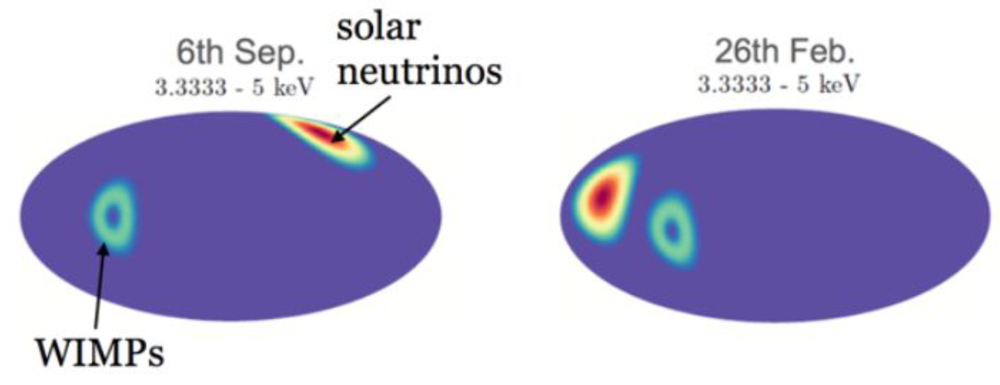 6th Sep.
3.3333 - 5 keV
solar
neutrinos
WIMPs
26th Feb.
3.3333 - 5 keV